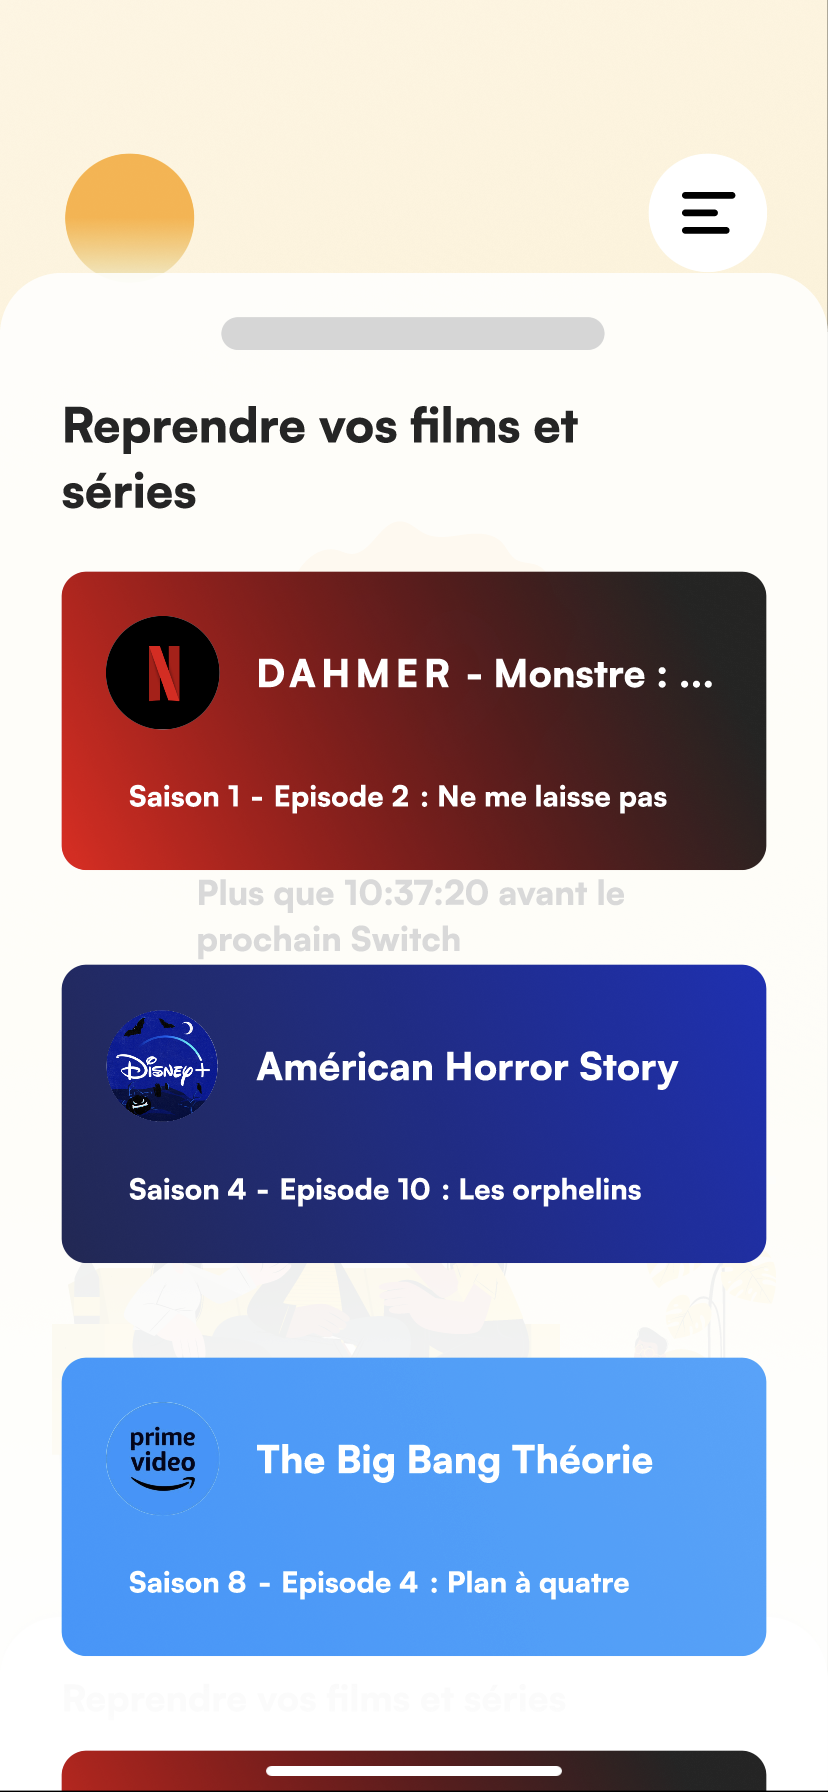 Reprendre vos films et
séries
DAHMER - Monstre : ...
Saison 1 - Episode 2 : Ne me laisse pas
Plus que 10:37:20 avant le
prochain Switch
Disney+
Américan Horror Story
Saison 4 - Episode 10 : Les orphelins
prime
video
The Big Bang Théorie
Saison 8 - Episode 4 : Plan à quatre
Reprendre vos films et séries